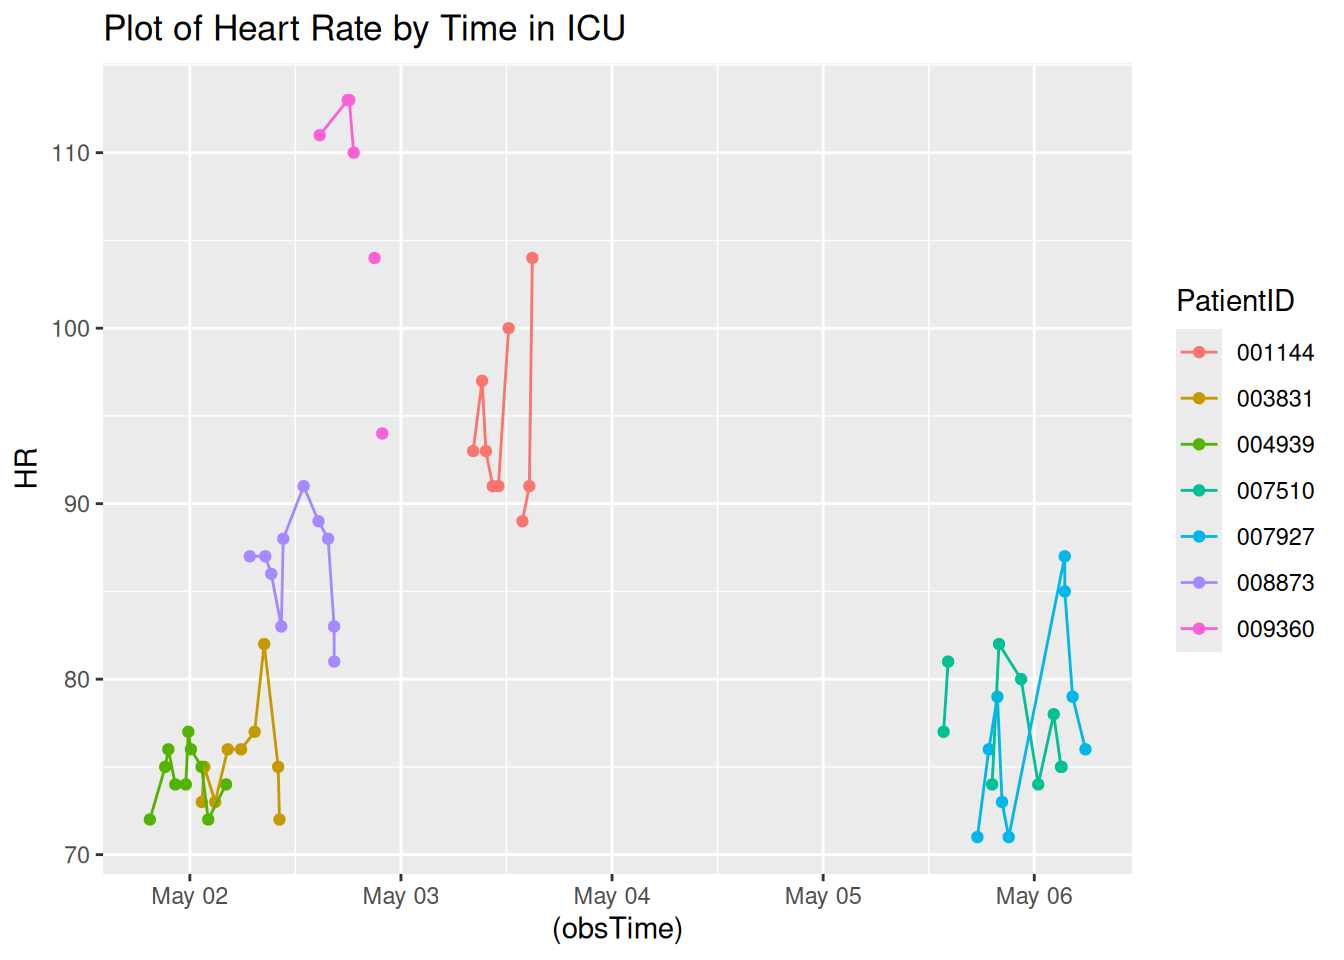 Plot of Heart Rate by Time in ICU
110
100
90
80
70
HR
May 02
May 03
May 04
May 05
May 06
(obsTime)
PatientID
001144
003831
004939
007510
007927
008873
009360